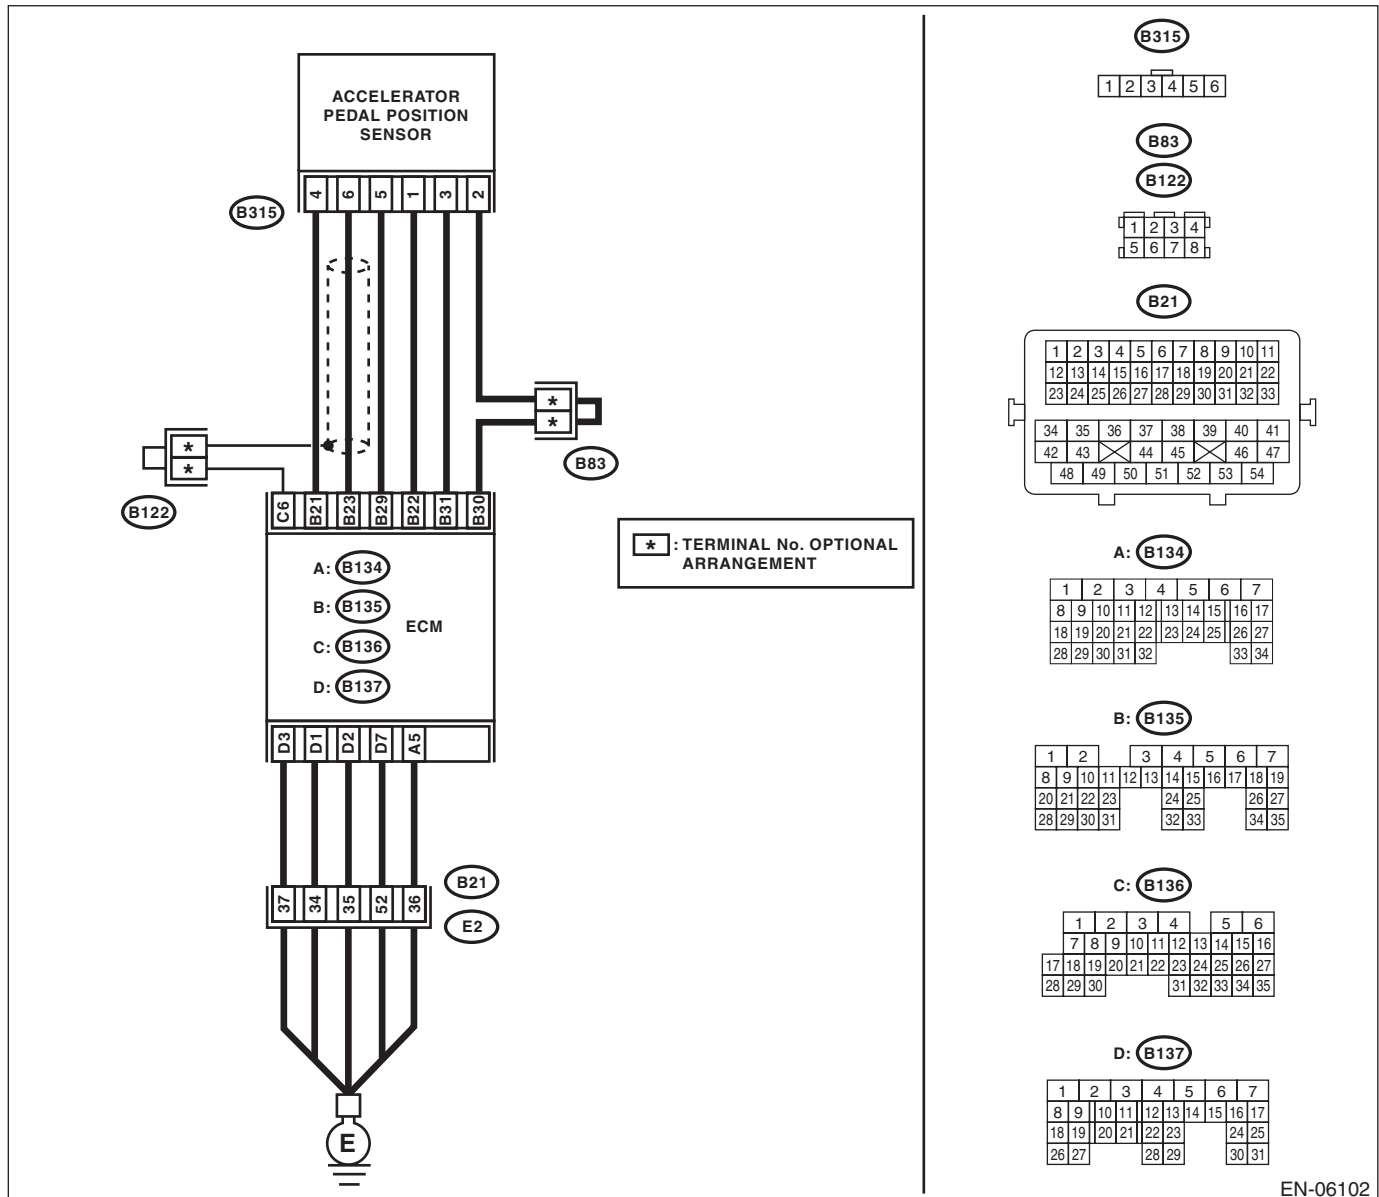 ACCELERATOR
PEDAL POSITION
SENSOR
4 6 5 1 3 2
B315
* *
B83
* *
B122
C6 B21 B23 B29 B22 B31 B30
A: B134
B: B135
C: B136
D: B137
ECM
* : TERMINAL No. OPTIONAL
ARRANGEMENT
D3 D1 D2 D7 A5
37 34 35 52 36
B21
E2
E
B315
1 2 3 4 5 6
B83
B122
1 2 3 4
5 6 7 8
B21
1 2 3 4 5 6 7 8 9 10 11
12 13 14 15 16 17 18 19 20 21 22
23 24 25 26 27 28 29 30 31 32 33
34 35 36 37 38 39 40 41
42 43 44 45 46 47
48 49 50 51 52 53 54
A: B134
1 2 3 4 5 6 7
8 9 10 11 12 13 14 15 16 17
18 19 20 21 22 23 24 25 26 27
28 29 30 31 32 33 34
B: B135
1 2 3 4 5 6 7
8 9 10 11 12 13 14 15 16 17 18 19
20 21 22 23 24 25 26 27
28 29 30 31 32 33 34 35
C: B136
1 2 3 4 5 6
7 8 9 10 11 12 13 14 15 16
17 18 19 20 21 22 23 24 25 26 27
28 29 30 31 32 33 34 35
D: B137
1 2 3 4 5 6 7
8 9 10 11 12 13 14 15 16 17
18 19 20 21 22 23 24 25
26 27 28 29 30 31
EN-06102